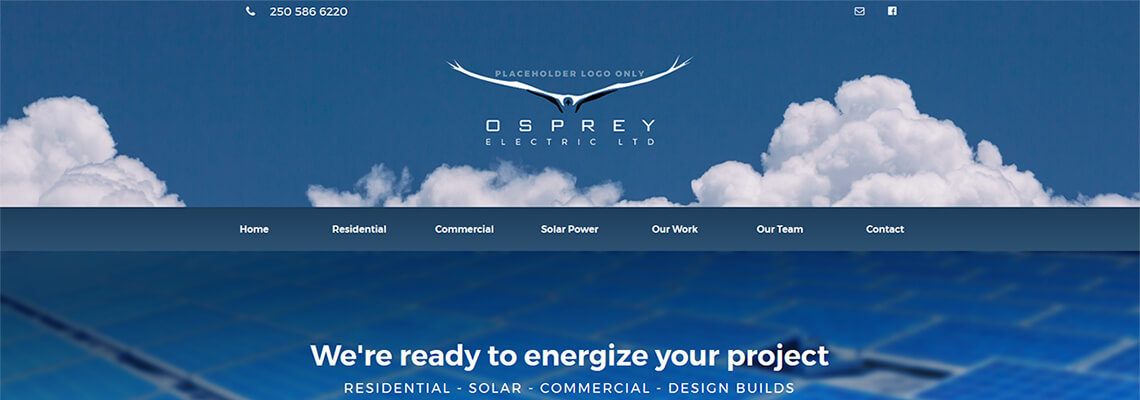 250 586 6220
PLACEHOLDER LOGO ONLY
OSPREY
ELECTRIC LTD
Home Residential Commercial Solar Power Our Work Our Team Contact
We're ready to energize your project
RESIDENTIAL - SOLAR - COMMERCIAL - DESIGN BUILDS